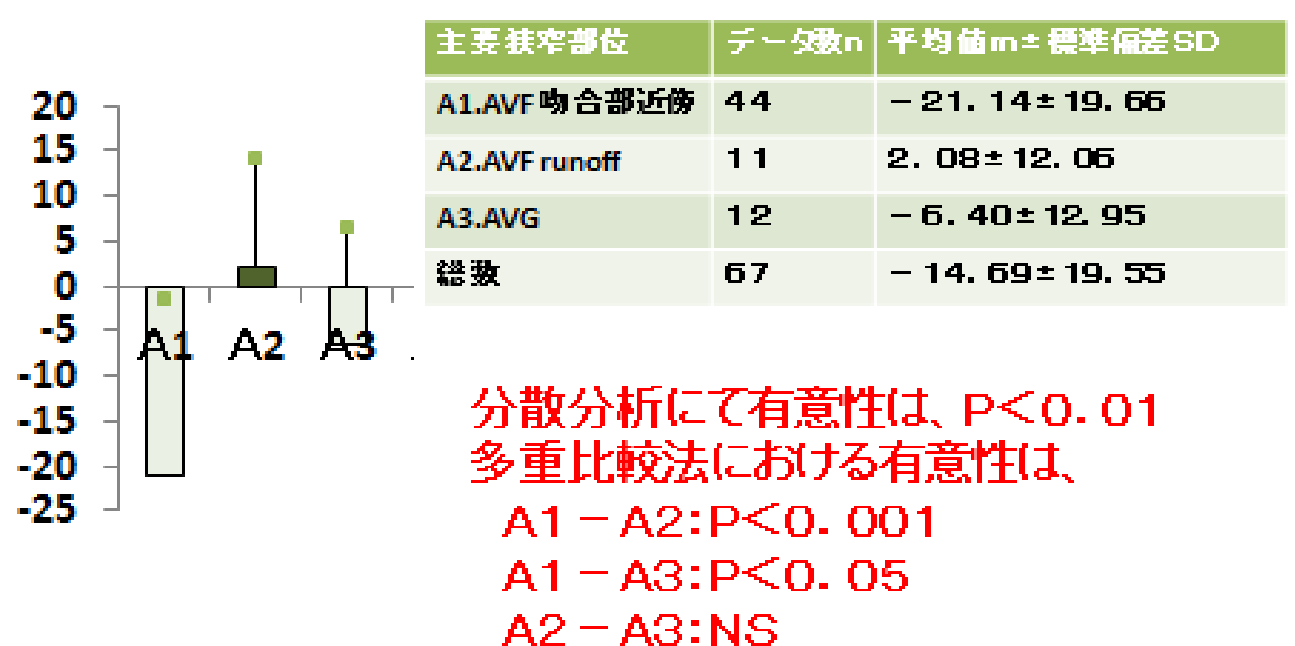 主要狭窄部位 データ数n 平均値m±標準偏差SD
A1.AVF 吻合部近傍 44 −21.14±19.66
A2.AVF runoff 11 2.08±12.06
A3.AVG 12 −6.40±12.95
総数 67 −14.69±19.55
20
15
10
5
0
-5
-10
-15
-20
-25
A1 A2 A3
分散分析にて有意性は、P<0.01
多重比較法における有意性は、
A1−A2:P<0.001
A1−A3:P<0.05
A2−A3:NS